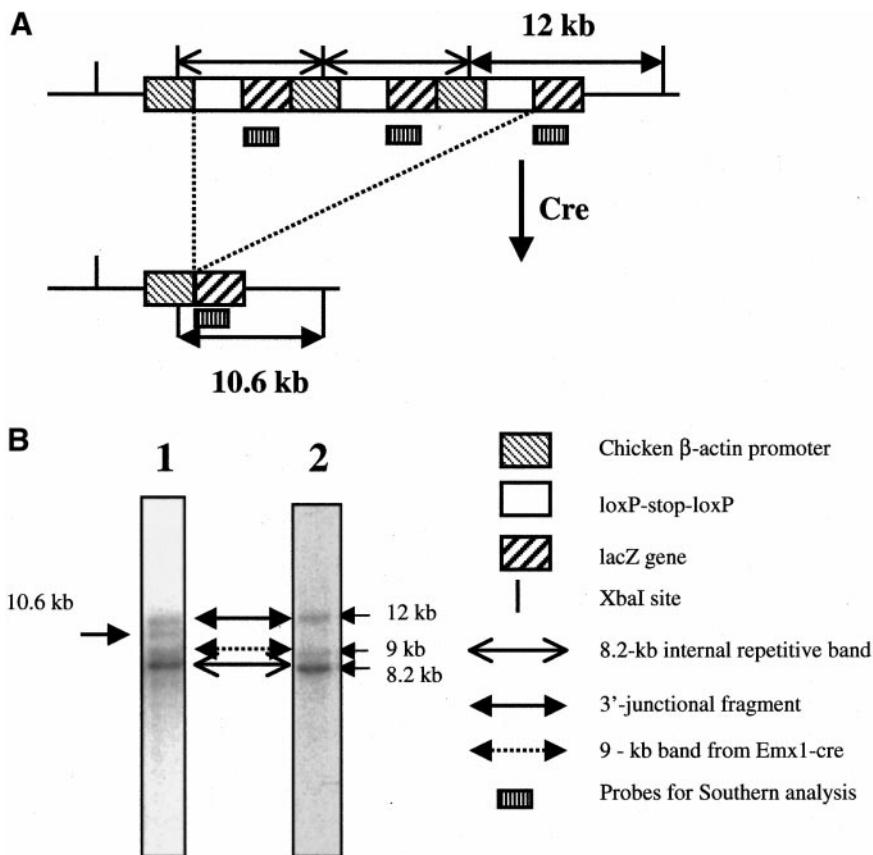 A
12 kb
Cre
10.6 kb
B
1
2
10.6 kb
12 kb
9 kb
8.2 kb
Chicken β-actin promoter
loxP-stop-loxP
lacZ gene
XbaI site
8.2-kb internal repetitive band
3'-junctional fragment
9 - kb band from Emx1-cre
Probes for Southern analysis